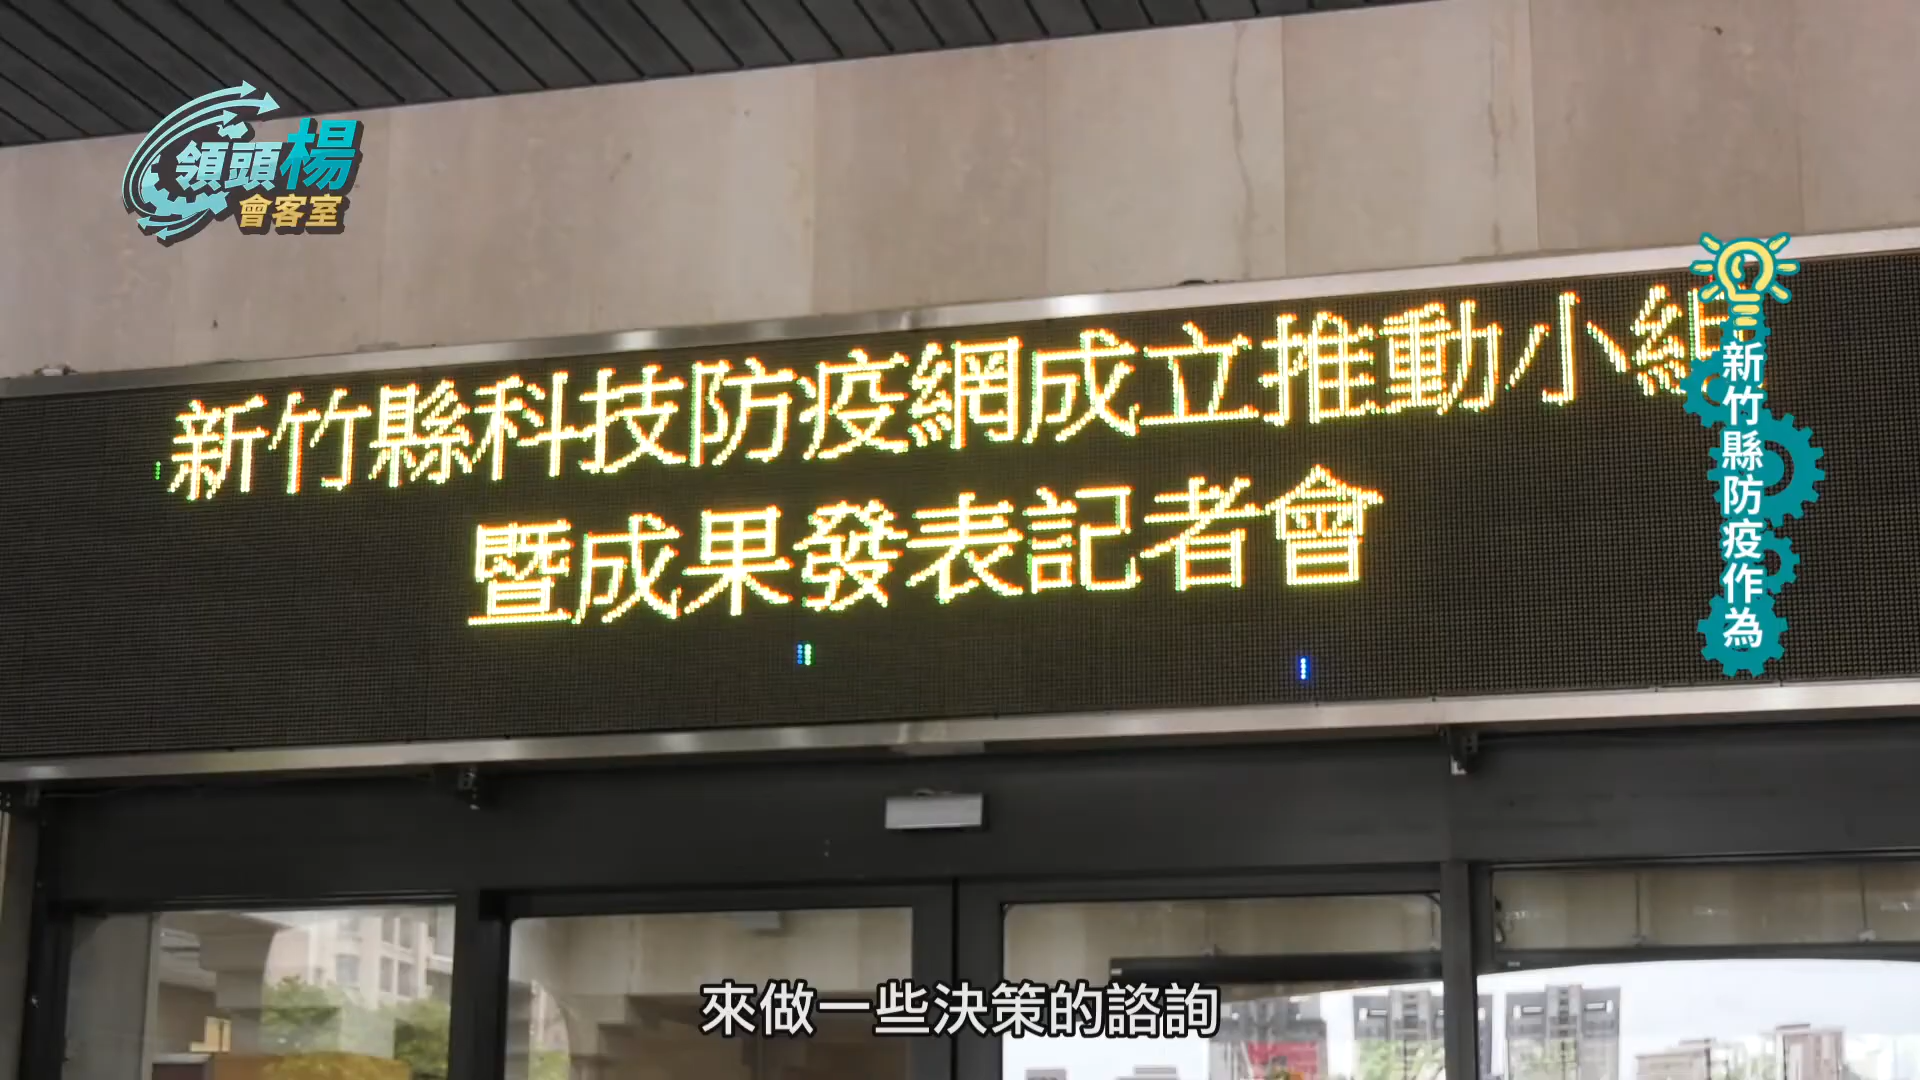 領頭楊
會客室
新竹縣科技防疫網成立推動小組
暨成果發表記者會
新竹縣防疫作為
來做一些決策的諮詢